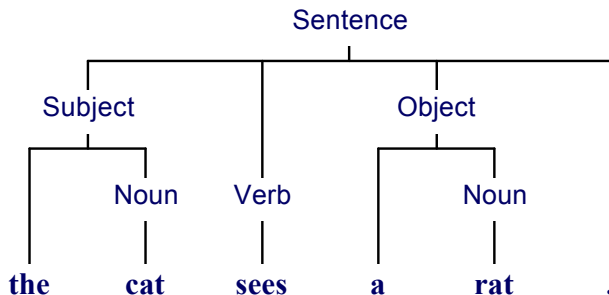 Sentence
Subject Object
Noun Verb Noun
the cat sees a rat .